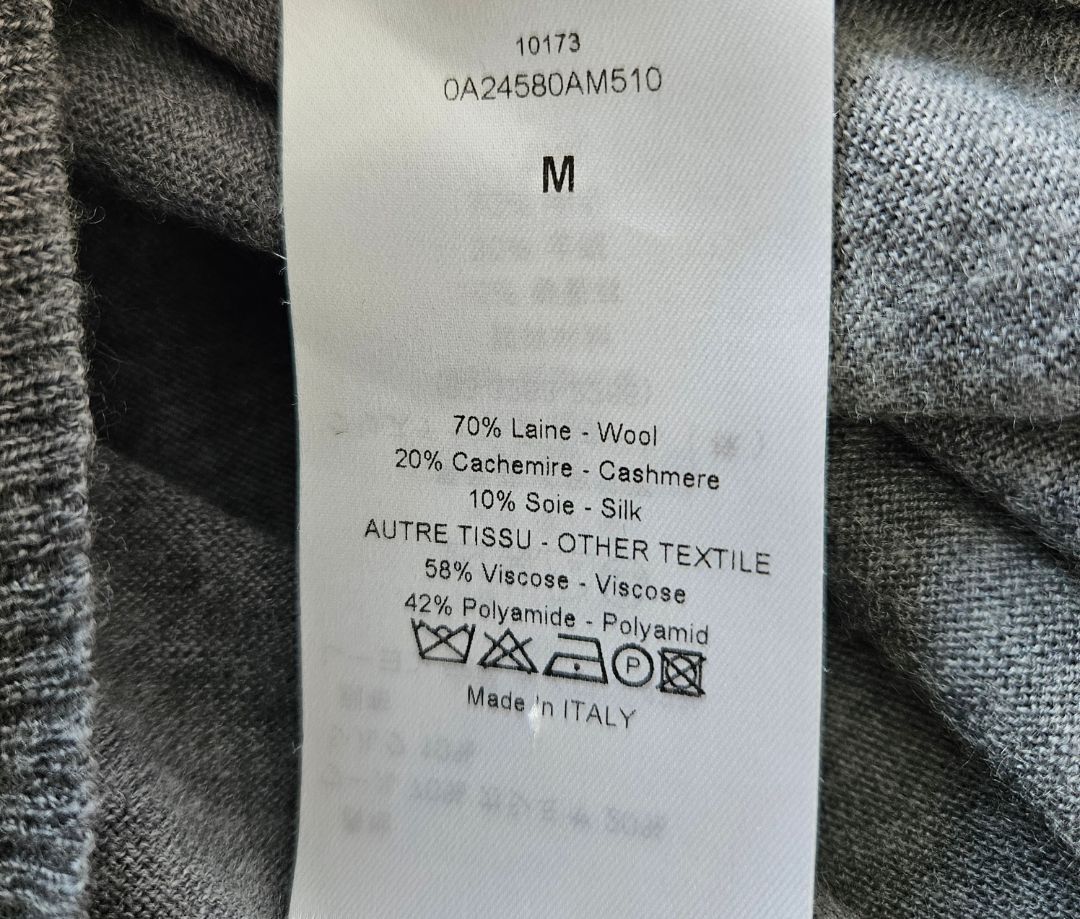 10173
0A24580AM510
M
70% Laine - Wool
20% Cachemire - Cashmere
10% Soie - Silk
AUTRE TISSU - OTHER TEXTILE
58% Viscose - Viscose
42% Polyamide - Polyamid
P
Made in ITALY